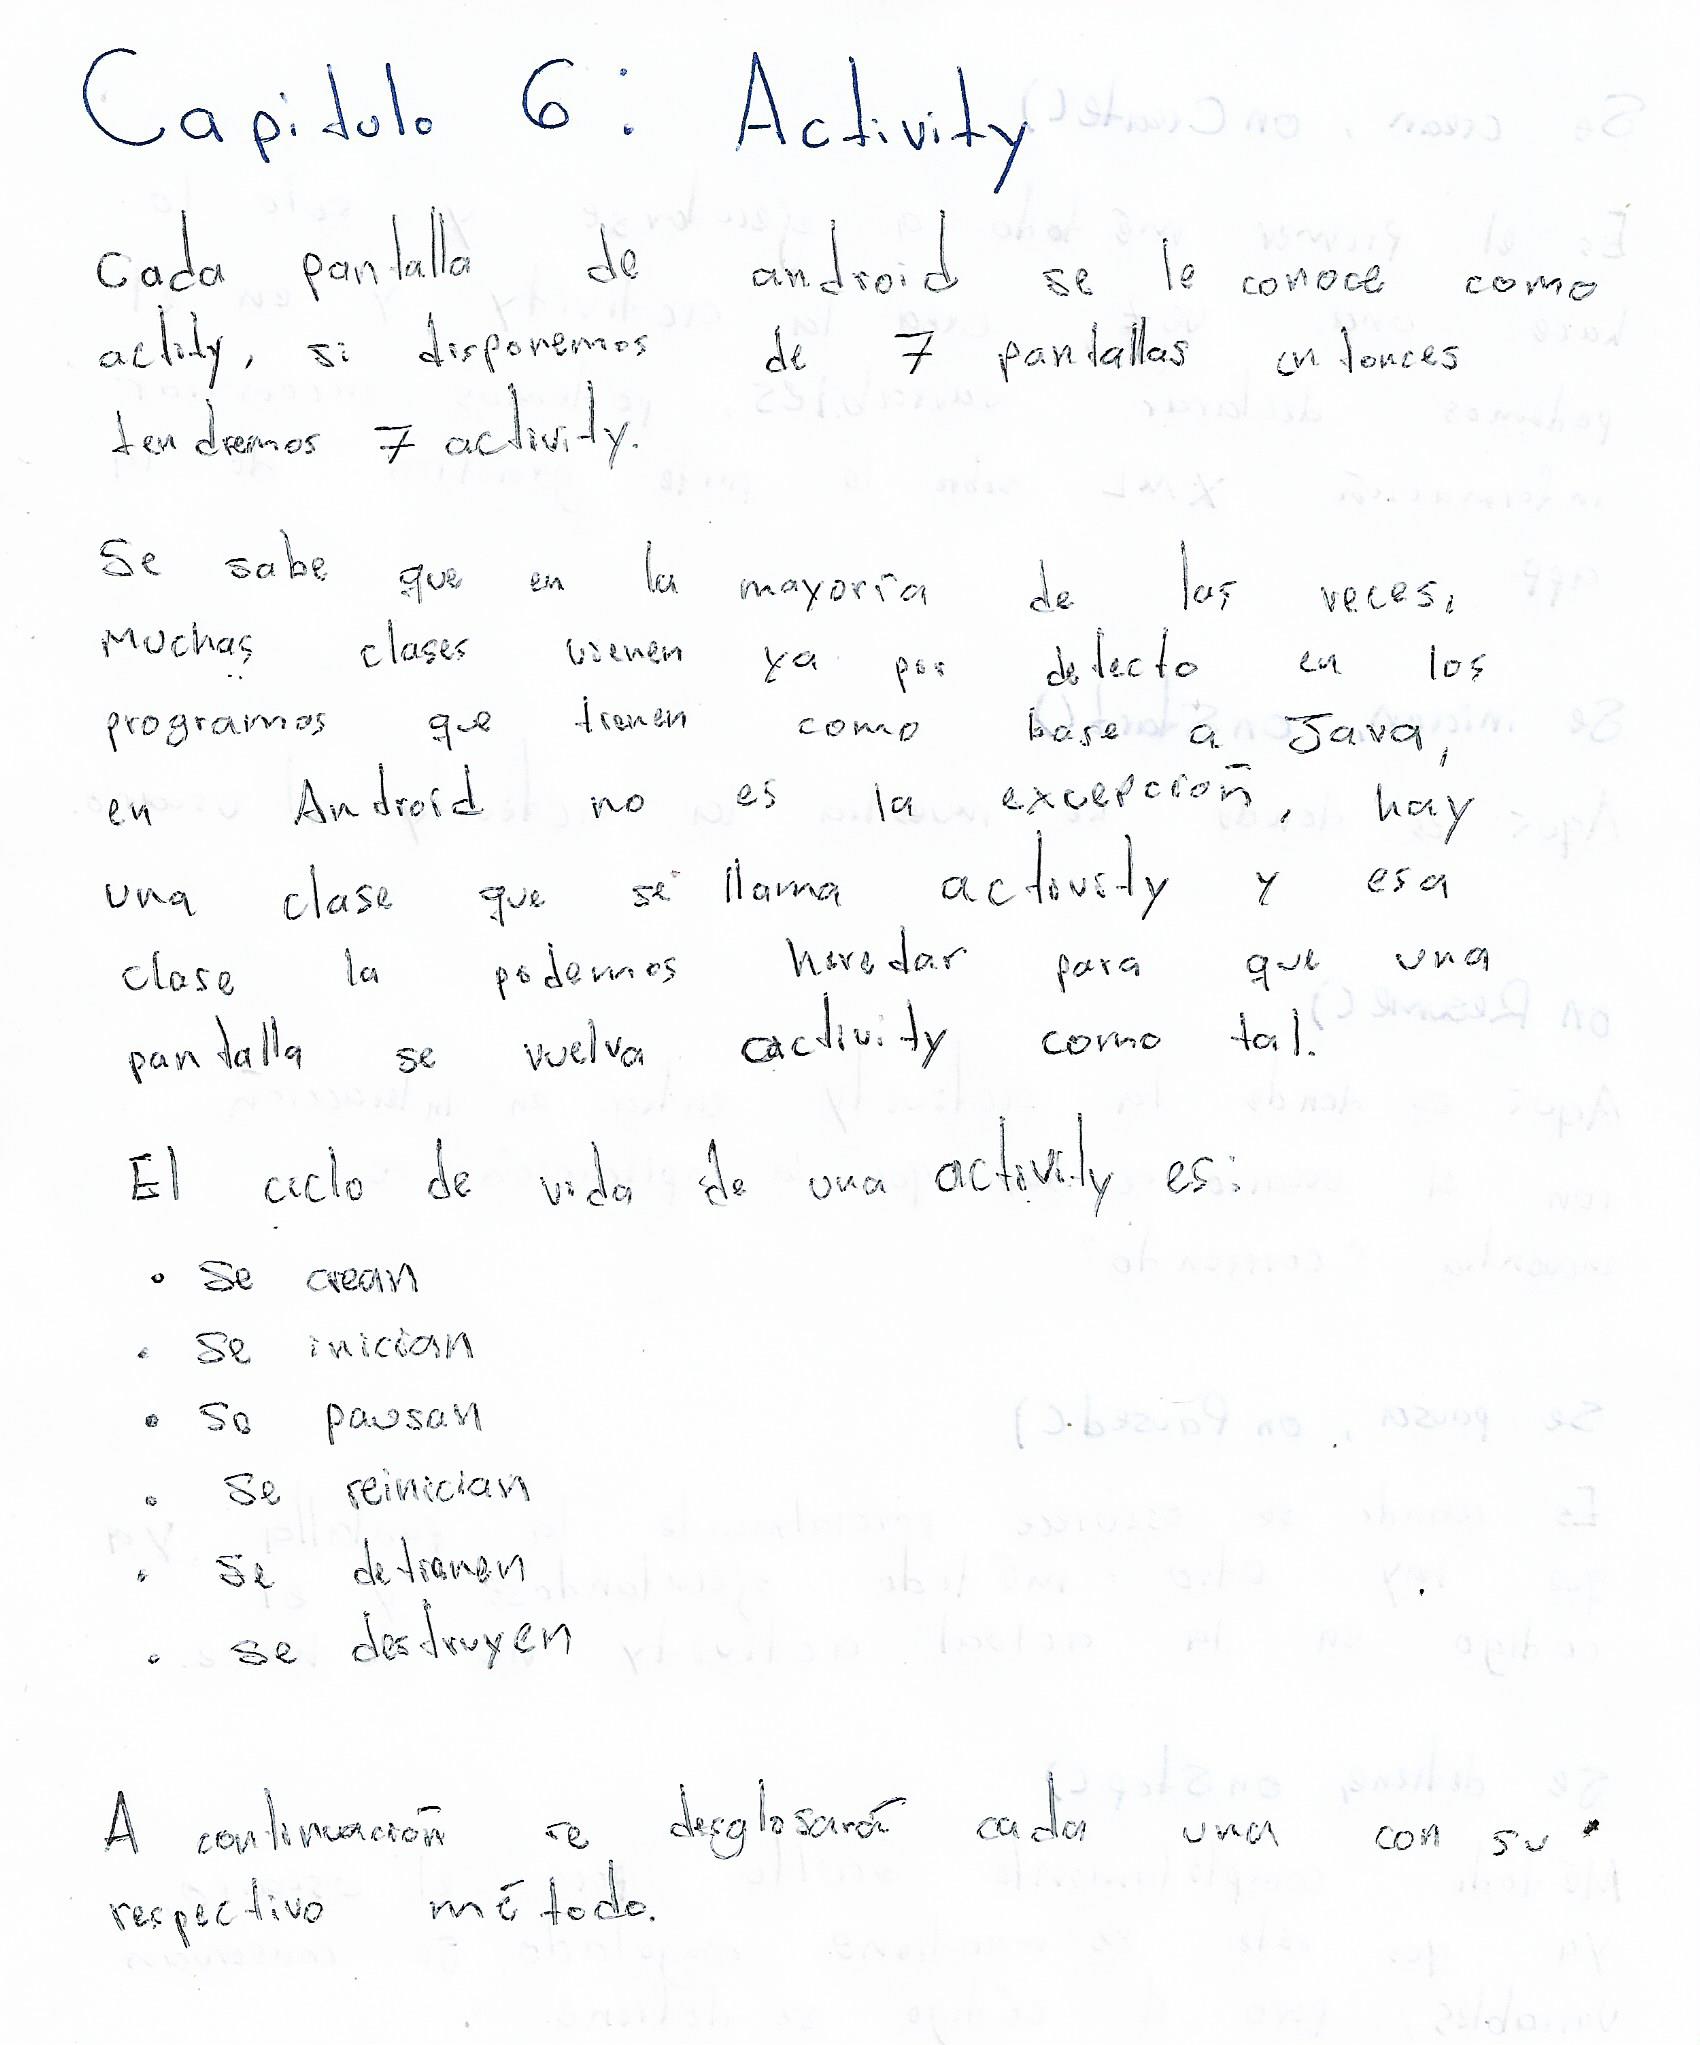 Capitulo 6: Activity
Cada pantalla de android se le conoce como
actity, si disponemos de 7 pantallas entonces
tendremos 7 activity.
Se sabe que en la mayoría de las veces,
muchas clases vienen ya por defecto en los
programas que tienen como base a Java,
en Android no es la excepción, hay
una clase que se llama activity y esa
clase la podemos heredar para que una
pantalla se vuelva activity como tal.
El ciclo de vida de una activity es:
• Se crean
• Se inician
• Se pausan
• Se reinician
• Se detienen
• Se destruyen
A continuación se desglosará cada una con su
respectivo método.